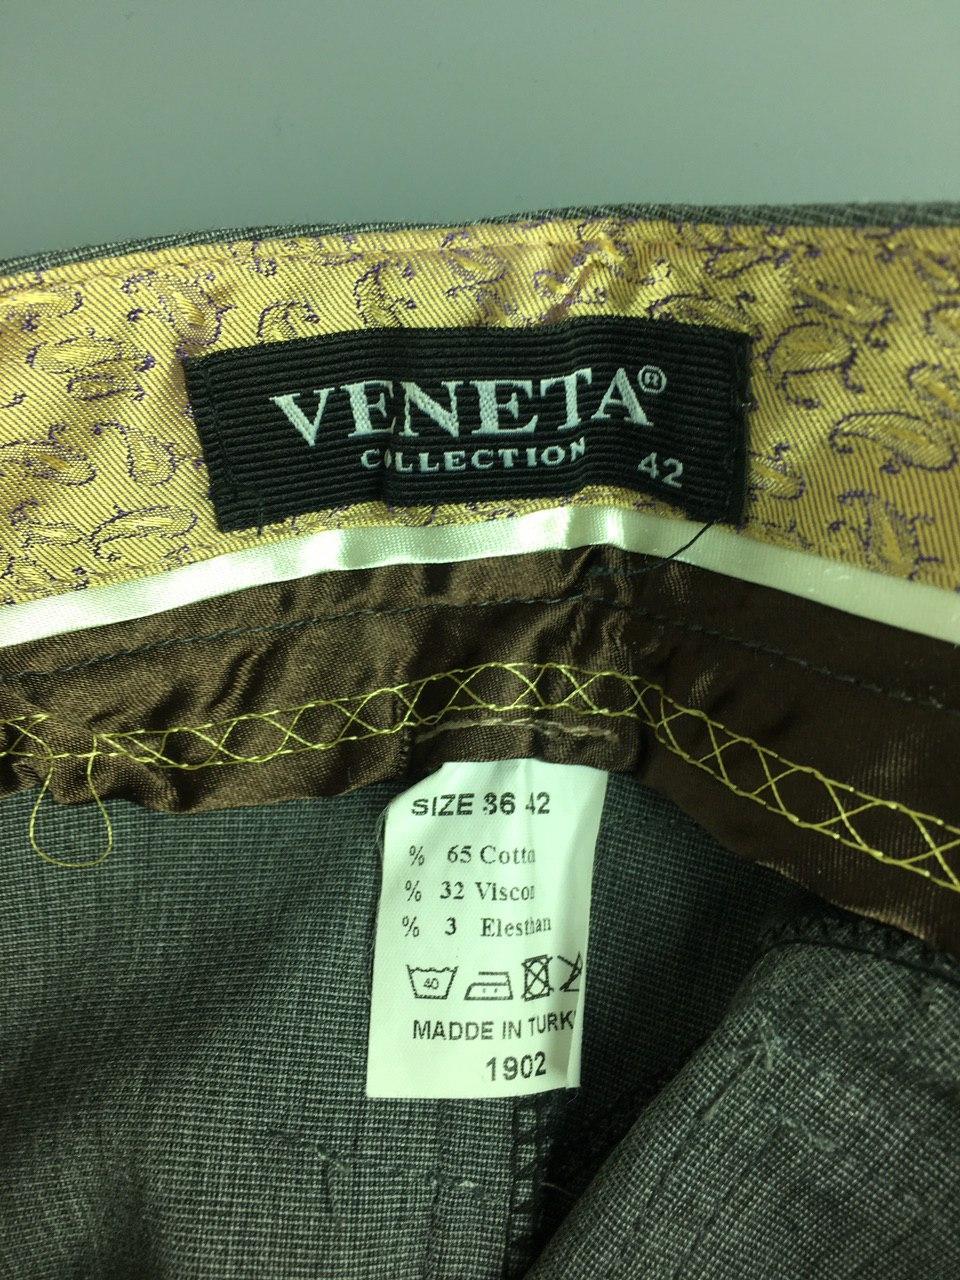 VENETA®
COLLECTION
42
SIZE 36 42
% 65 Cotto
% 32 Viscon
% 3 Elesthan
40
MADDE IN TURK
1902